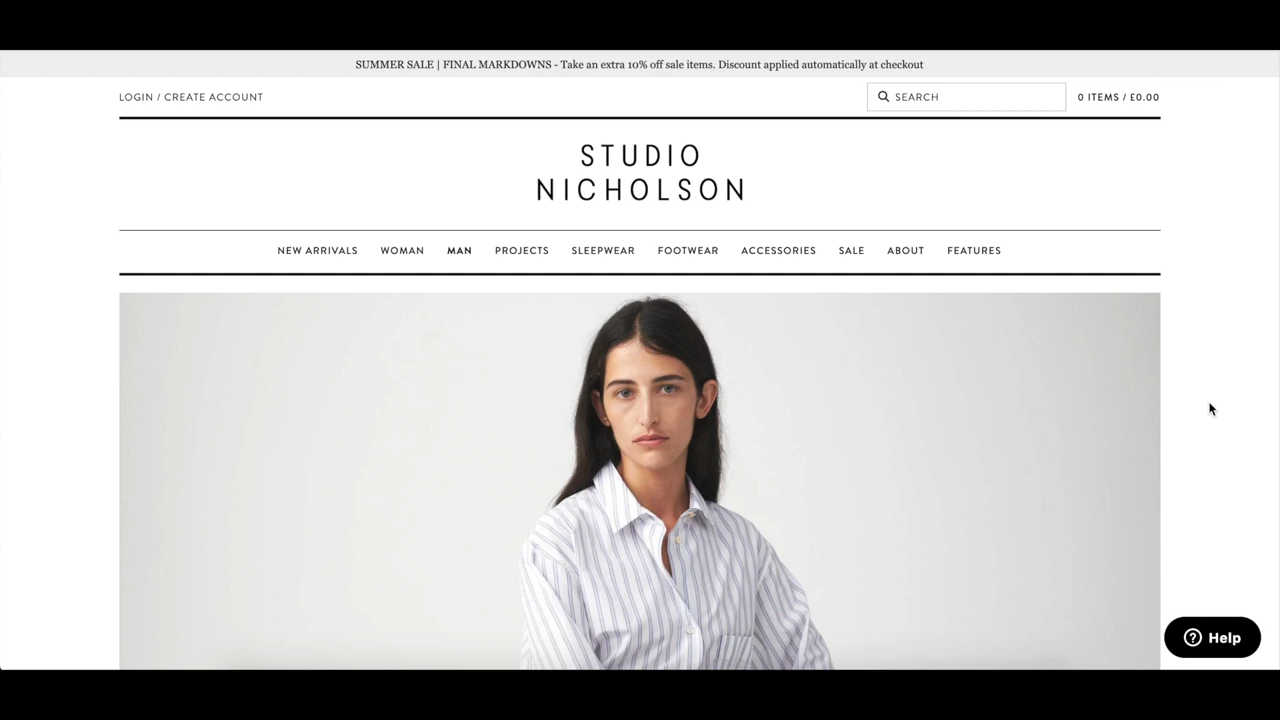 SUMMER SALE | FINAL MARKDOWNS - Take an extra 10% off sale items. Discount applied automatically at checkout
LOGIN / CREATE ACCOUNT
SEARCH
0 ITEMS / £0.00
STUDIO
NICHOLSON
NEW ARRIVALS WOMAN MAN PROJECTS SLEEPWEAR FOOTWEAR ACCESSORIES SALE ABOUT FEATURES
Help